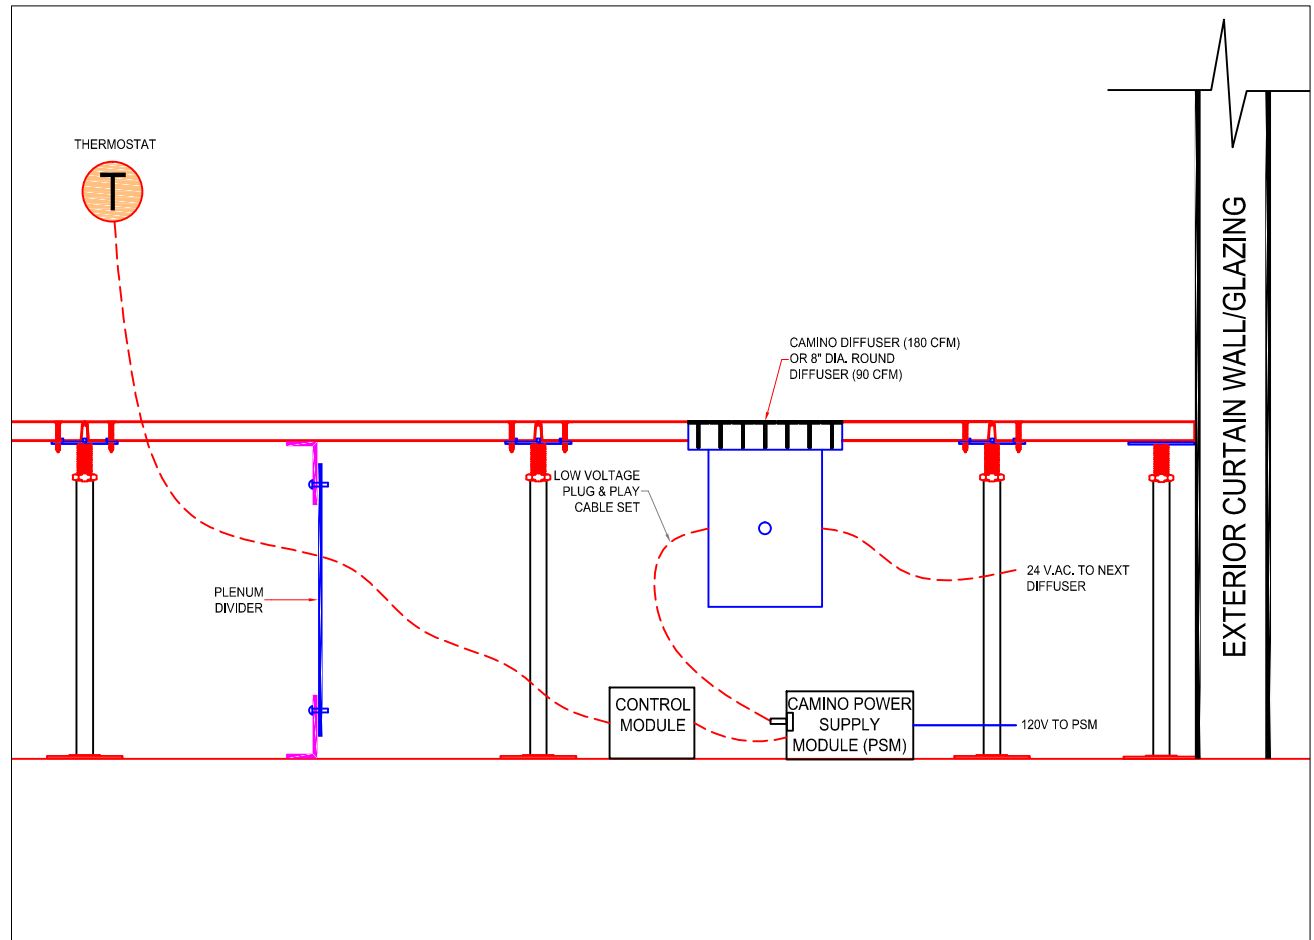 THERMOSTAT
T
CAMINO DIFFUSER (180 CFM)
OR 8" DIA. ROUND
DIFFUSER (90 CFM)
LOW VOLTAGE
PLUG & PLAY
CABLE SET
24 V.AC. TO NEXT
DIFFUSER
PLENUM
DIVIDER
CONTROL
MODULE
CAMINO POWER
SUPPLY
MODULE (PSM)
120V TO PSM
EXTERIOR CURTAIN WALL/GLAZING